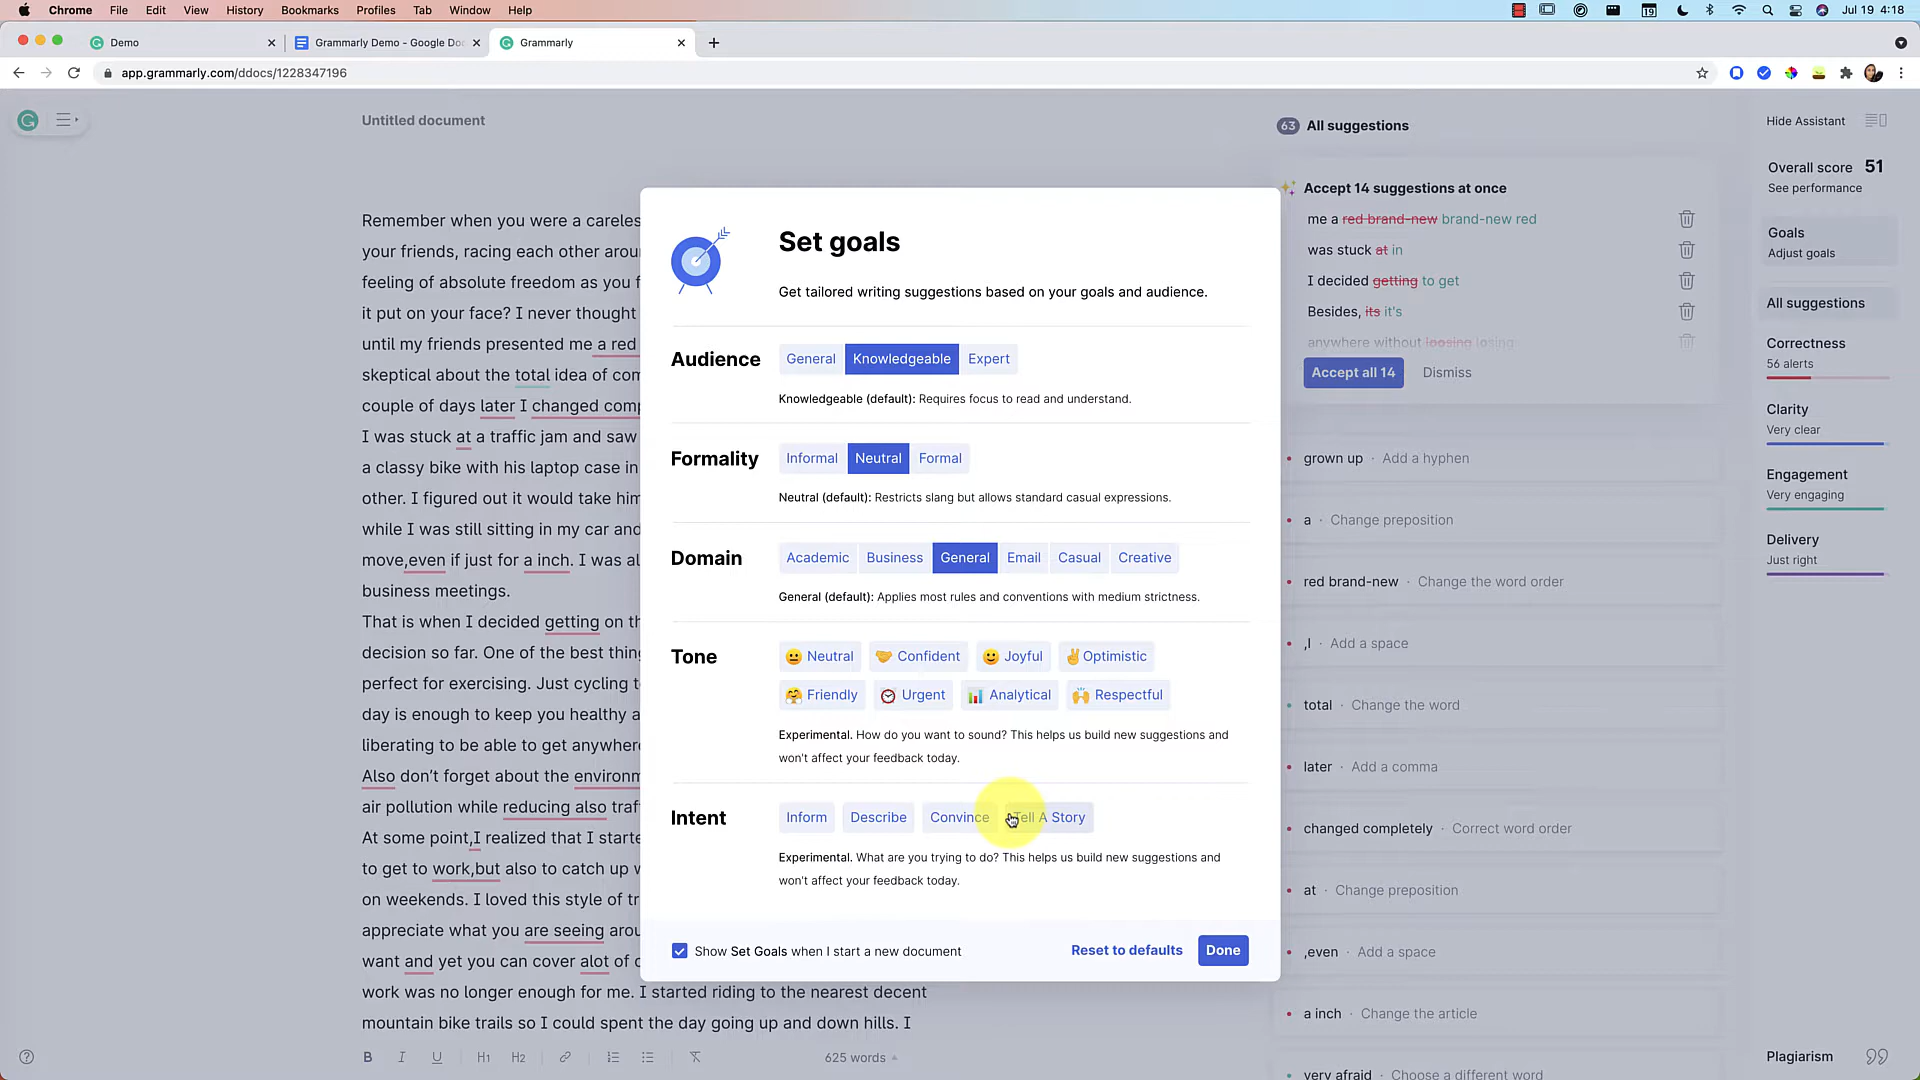 Chrome File Edit View History Bookmarks Profiles Tab Window Help
19 Jul 19 4:18
Demo
Grammarly Demo - Google Do
Grammarly
app.grammarly.com/ddocs/1228347196
Untitled document
Remember when you were a careles
your friends, racing each other arou
feeling of absolute freedom as you f
it put on your face? I never thought
until my friends presented me a red
skeptical about the total idea of com
couple of days later I changed comp
I was stuck at a traffic jam and saw
a classy bike with his laptop case in
other. I figured out it would take him
while I was still sitting in my car and
move,even if just for a inch. I was al
business meetings.
That is when I decided getting on th
decision so far. One of the best thing
perfect for exercising. Just cycling t
day is enough to keep you healthy a
liberating to be able to get anywhere
Also don't forget about the environm
air pollution while reducing also traf
At some point,I realized that I starte
to get to work,but also to catch up w
on weekends. I loved this style of tr
appreciate what you are seeing arou
want and yet you can cover alot of
work was no longer enough for me. I started riding to the nearest decent
mountain bike trails so I could spent the day going up and down hills. I
B I U H1 H2
625 words
Set goals
Get tailored writing suggestions based on your goals and audience.
Audience General Knowledgeable Expert
Knowledgeable (default): Requires focus to read and understand.
Formality Informal Neutral Formal
Neutral (default): Restricts slang but allows standard casual expressions.
Domain Academic Business General Email Casual Creative
General (default): Applies most rules and conventions with medium strictness.
Tone Neutral Confident Joyful Optimistic
Friendly Urgent Analytical Respectful
Experimental. How do you want to sound? This helps us build new suggestions and
won't affect your feedback today.
Intent Inform Describe Convince Tell A Story
Experimental. What are you trying to do? This helps us build new suggestions and
won't affect your feedback today.
Show Set Goals when I start a new document
Reset to defaults
Done
63 All suggestions
Accept 14 suggestions at once
me a red brand-new brand-new red
was stuck at in
I decided getting to get
Besides, its it's
anywhere without loosing losing
Accept all 14 Dismiss
grown up · Add a hyphen
a · Change preposition
red brand-new · Change the word order
,I · Add a space
total · Change the word
later · Add a comma
changed completely · Correct word order
at · Change preposition
,even · Add a space
a inch · Change the article
very afraid · Choose a different word
Hide Assistant
Overall score 51
See performance
Goals
Adjust goals
All suggestions
Correctness
56 alerts
Clarity
Very clear
Engagement
Very engaging
Delivery
Just right
Plagiarism